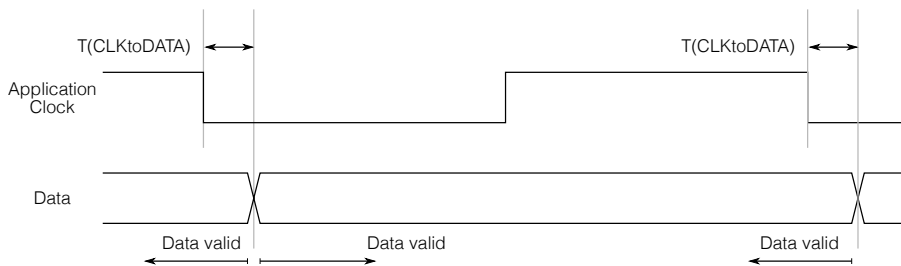 T(CLKtoDATA) T(CLKtoDATA)
Application
Clock
Data
Data valid Data valid Data valid